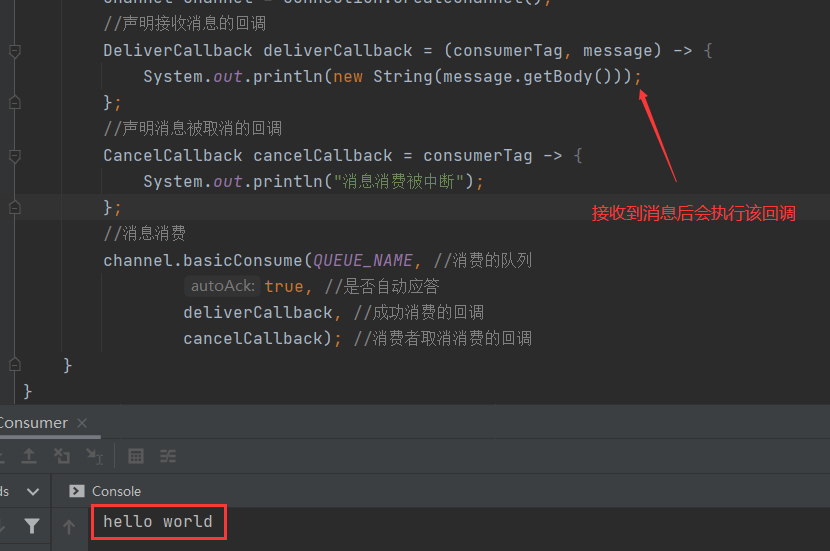 Channel channel = connection.createChannel();
//声明接收消息的回调
DeliverCallback deliverCallback = (consumerTag, message) -> {
System.out.println(new String(message.getBody()));
};
//声明消息被取消的回调
CancelCallback cancelCallback = consumerTag -> {
System.out.println("消息消费被中断");
};
接收到消息后会执行该回调
//消息消费
channel.basicConsume(QUEUE_NAME, //消费的队列
autoAck: true, //是否自动应答
deliverCallback, //成功消费的回调
cancelCallback); //消费者取消消费的回调
}
}
Consumer
ds
Console
hello world